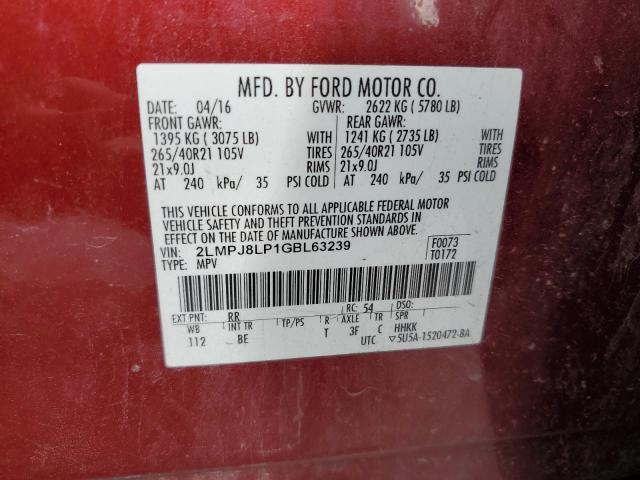 MFD. BY FORD MOTOR CO.
DATE: 04/16 GVWR: 2622 KG ( 5780 LB)
FRONT GAWR: REAR GAWR:
1395 KG ( 3075 LB) WITH 1241 KG ( 2735 LB) WITH
265/40R21 105V TIRES 265/40R21 105V TIRES
21x9.0J RIMS 21x9.0J RIMS
AT 240 kPa/ 35 PSI COLD AT 240 kPa/ 35 PSI COLD
THIS VEHICLE CONFORMS TO ALL APPLICABLE FEDERAL MOTOR
VEHICLE SAFETY AND THEFT PREVENTION STANDARDS IN
EFFECT ON THE DATE OF MANUFACTURE SHOWN ABOVE.
VIN: 2LMPJ8LP1GBL63239 F0073
TYPE: MPV T0172
EXT PNT: RR RC: 54 DSO:
WB INT TR TP/PS R AXLE TR SPR
112 BE T 3F C HHKK
UTC ▽5U5A-1520472-BA